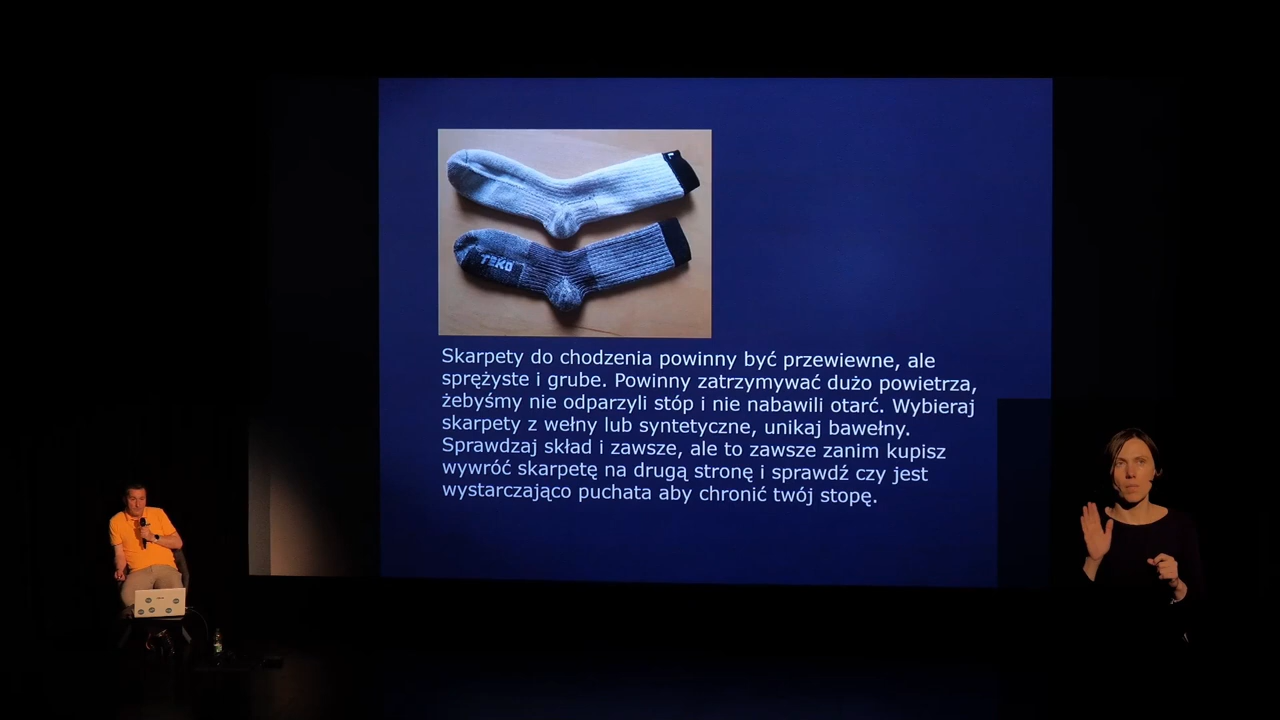 TEKO
Skarpety do chodzenia powinny być przewiewne, ale
sprężyste i grube. Powinny zatrzymywać dużo powietrza,
żebyśmy nie odparzyli stóp i nie nabawili otarć. Wybieraj
skarpety z wełny lub syntetyczne, unikaj bawełny.
Sprawdzaj skład i zawsze, ale to zawsze zanim kupisz
wywróć skarpetę na drugą stronę i sprawdź czy jest
wystarczająco puchata aby chronić twój stopę.